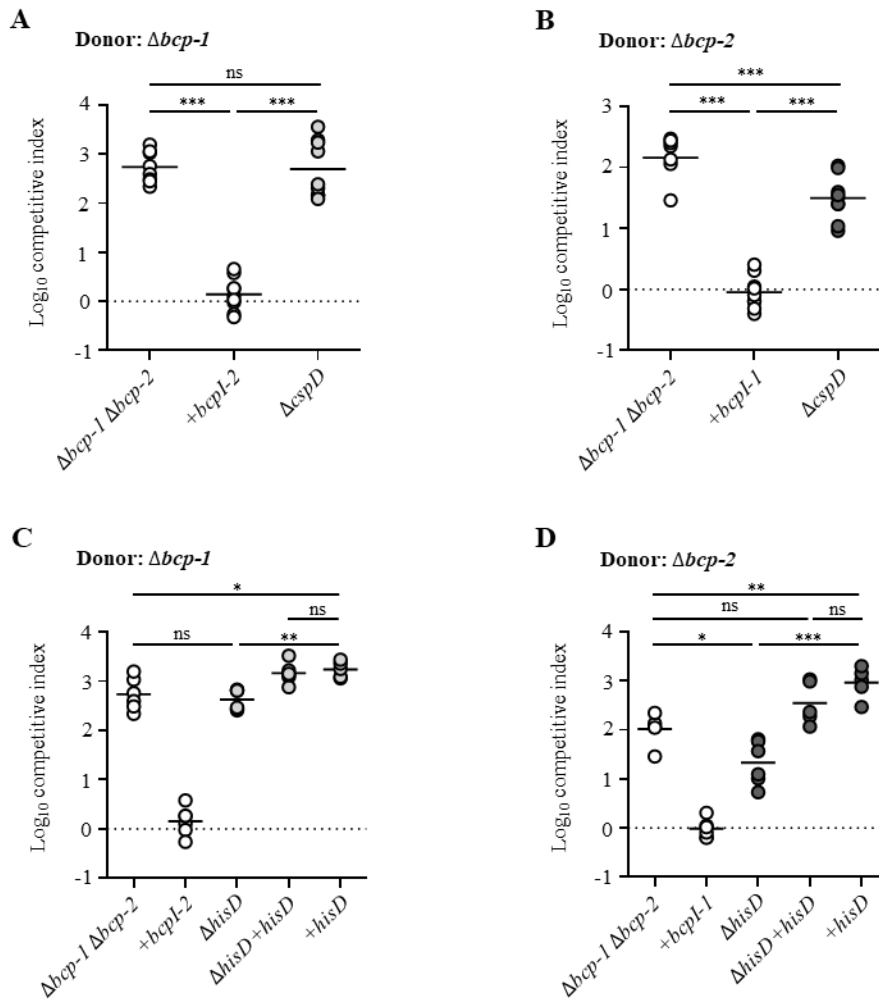 A
Donor: Δbcp-1
ns
*** ***
Log₁₀ competitive index
4
3
2
1
0
-1
Δbcp-1 Δbcp-2
+bcpI-2
ΔcspD
B
Donor: Δbcp-2
***
*** ***
Log₁₀ competitive index
3
2
1
0
-1
Δbcp-1 Δbcp-2
+bcpI-1
ΔcspD
C
Donor: Δbcp-1
*
ns
ns **
Log₁₀ competitive index
4
3
2
1
0
-1
Δbcp-1 Δbcp-2
+bcpI-2
ΔhisD
ΔhisD +hisD
+hisD
D
Donor: Δbcp-2
**
ns ns
* ***
Log₁₀ competitive index
4
3
2
1
0
-1
Δbcp-1 Δbcp-2
+bcpI-1
ΔhisD
ΔhisD +hisD
+hisD